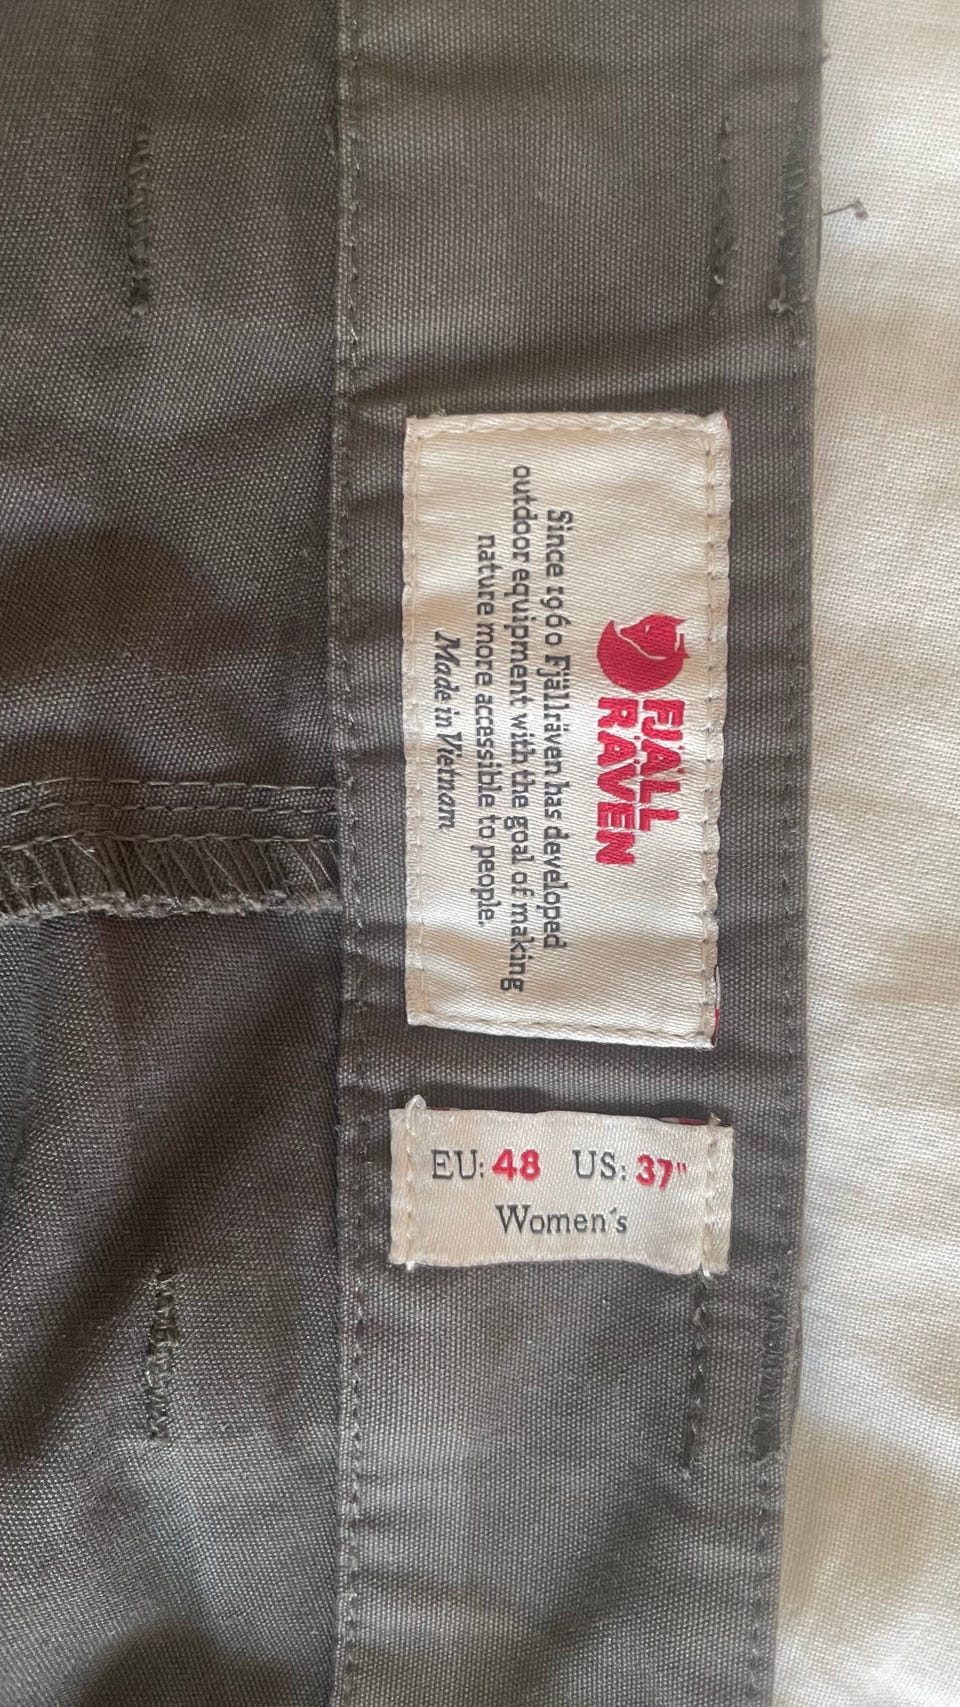 FJÄLL
RÄVEN
Since 1960 Fjällräven has developed
outdoor equipment with the goal of making
nature more accessible to people.
Made in Vietnam
EU: 48 US: 37"
Women´s